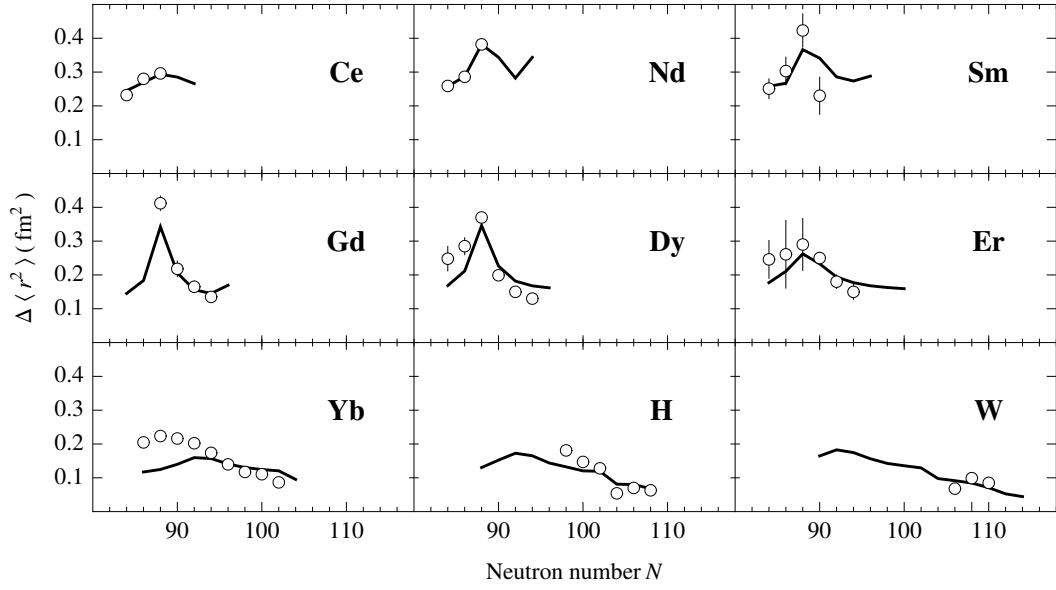 0.4
0.3
0.2
0.1
Ce
Nd
Sm
0.4
0.3
0.2
0.1
Gd
Dy
Er
0.4
0.3
0.2
0.1
Yb
H
W
90 100 110 90 100 110 90 100 110
Δ ⟨ r² ⟩ ( fm² )
Neutron number N